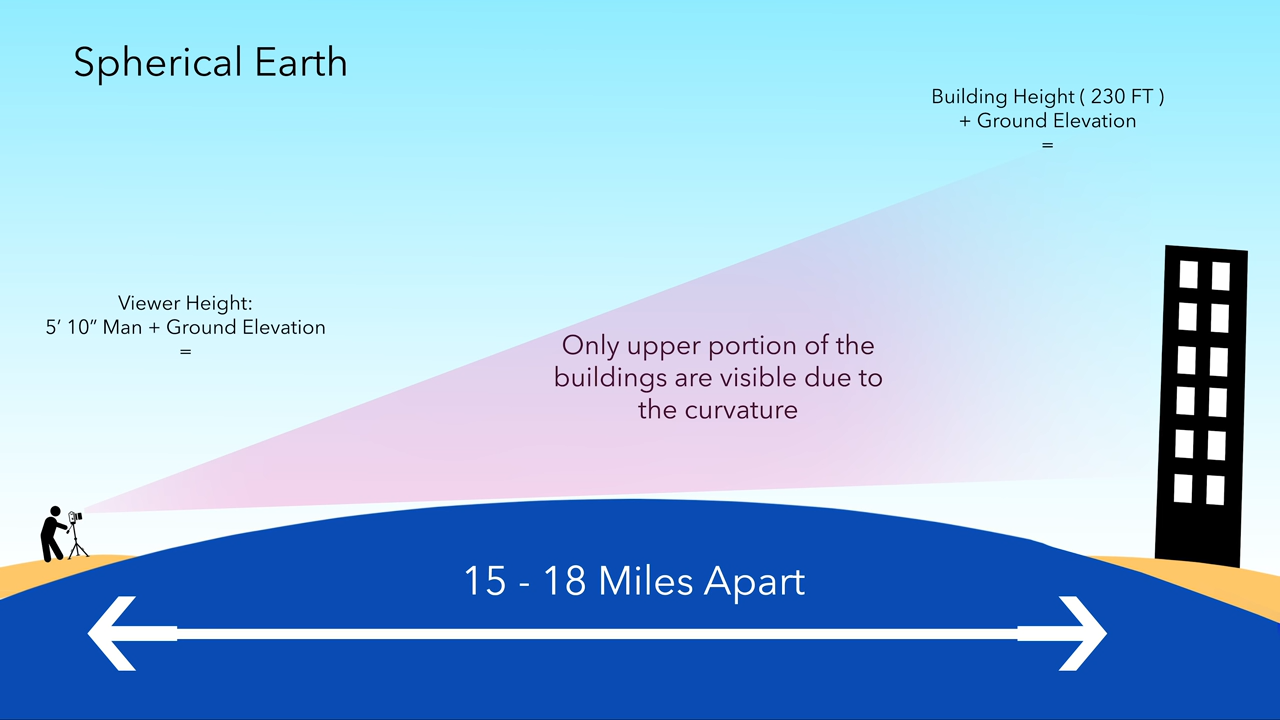 Spherical Earth
Building Height ( 230 FT )
+ Ground Elevation
=
Viewer Height:
5’ 10” Man + Ground Elevation
=
Only upper portion of the
buildings are visible due to
the curvature
15 - 18 Miles Apart